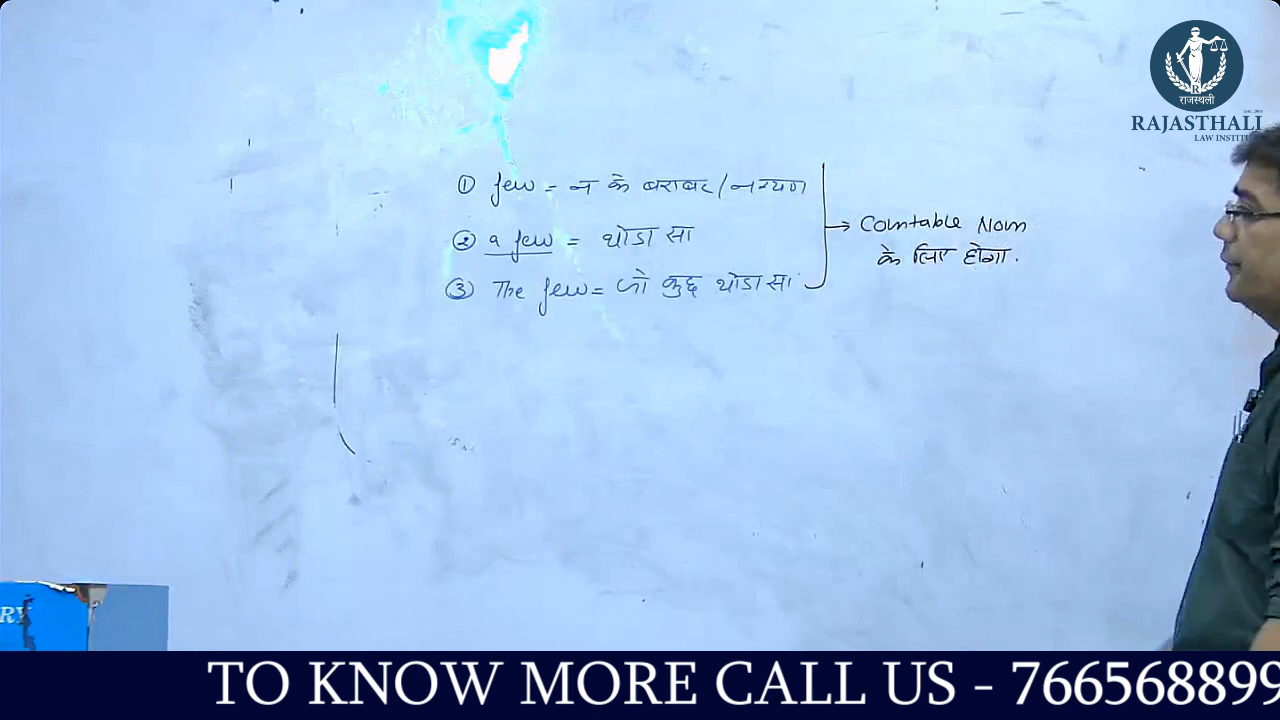 राजस्थली
RAJASTHALI
LAW INSTITU
① few = न के बराबर / नगण्य
② a few = थोडा सा
③ The few = जो कुछ थोडा सा
→ Countable Noun
के लिए होगा.
RY
TO KNOW MORE CALL US - 766568899